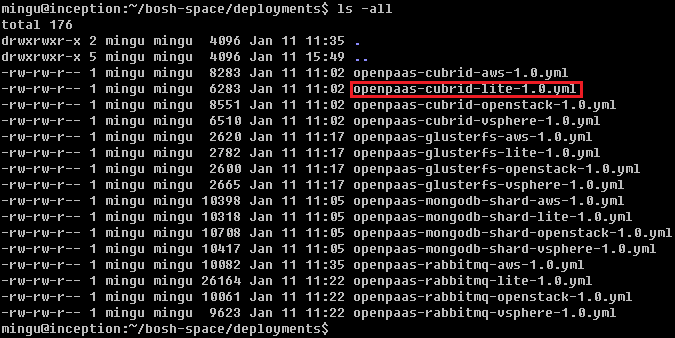 mingu@inception:~/bosh-space/deployments$ ls -all
total 176
drwxrwxr-x 2 mingu mingu  4096 Jan 11 11:35 .
drwxrwxr-x 5 mingu mingu  4096 Jan 11 15:49 ..
-rw-rw-r-- 1 mingu mingu  8283 Jan 11 11:02 openpaas-cubrid-aws-1.0.yml
-rw-rw-r-- 1 mingu mingu  6283 Jan 11 11:02 openpaas-cubrid-lite-1.0.yml
-rw-rw-r-- 1 mingu mingu  8551 Jan 11 11:02 openpaas-cubrid-openstack-1.0.yml
-rw-rw-r-- 1 mingu mingu  6510 Jan 11 11:02 openpaas-cubrid-vsphere-1.0.yml
-rw-rw-r-- 1 mingu mingu  2620 Jan 11 11:17 openpaas-glusterfs-aws-1.0.yml
-rw-rw-r-- 1 mingu mingu  2782 Jan 11 11:17 openpaas-glusterfs-lite-1.0.yml
-rw-rw-r-- 1 mingu mingu  2600 Jan 11 11:17 openpaas-glusterfs-openstack-1.0.yml
-rw-rw-r-- 1 mingu mingu  2665 Jan 11 11:17 openpaas-glusterfs-vsphere-1.0.yml
-rw-rw-r-- 1 mingu mingu 10398 Jan 11 11:05 openpaas-mongodb-shard-aws-1.0.yml
-rw-rw-r-- 1 mingu mingu 10318 Jan 11 11:05 openpaas-mongodb-shard-lite-1.0.yml
-rw-rw-r-- 1 mingu mingu 10708 Jan 11 11:05 openpaas-mongodb-shard-openstack-1.0.yml
-rw-rw-r-- 1 mingu mingu 10417 Jan 11 11:05 openpaas-mongodb-shard-vsphere-1.0.yml
-rw-rw-r-- 1 mingu mingu 10082 Jan 11 11:35 openpaas-rabbitmq-aws-1.0.yml
-rw-rw-r-- 1 mingu mingu 26164 Jan 11 11:22 openpaas-rabbitmq-lite-1.0.yml
-rw-rw-r-- 1 mingu mingu 10061 Jan 11 11:22 openpaas-rabbitmq-openstack-1.0.yml
-rw-rw-r-- 1 mingu mingu  9623 Jan 11 11:22 openpaas-rabbitmq-vsphere-1.0.yml
mingu@inception:~/bosh-space/deployments$